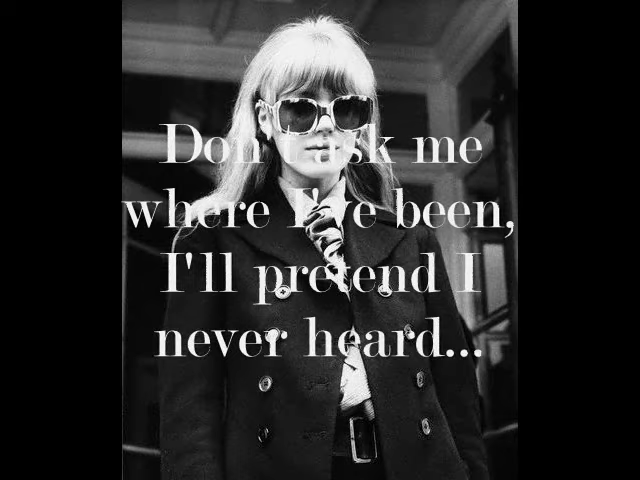 Don't ask me
where I've been,
I'll pretend I
never heard...